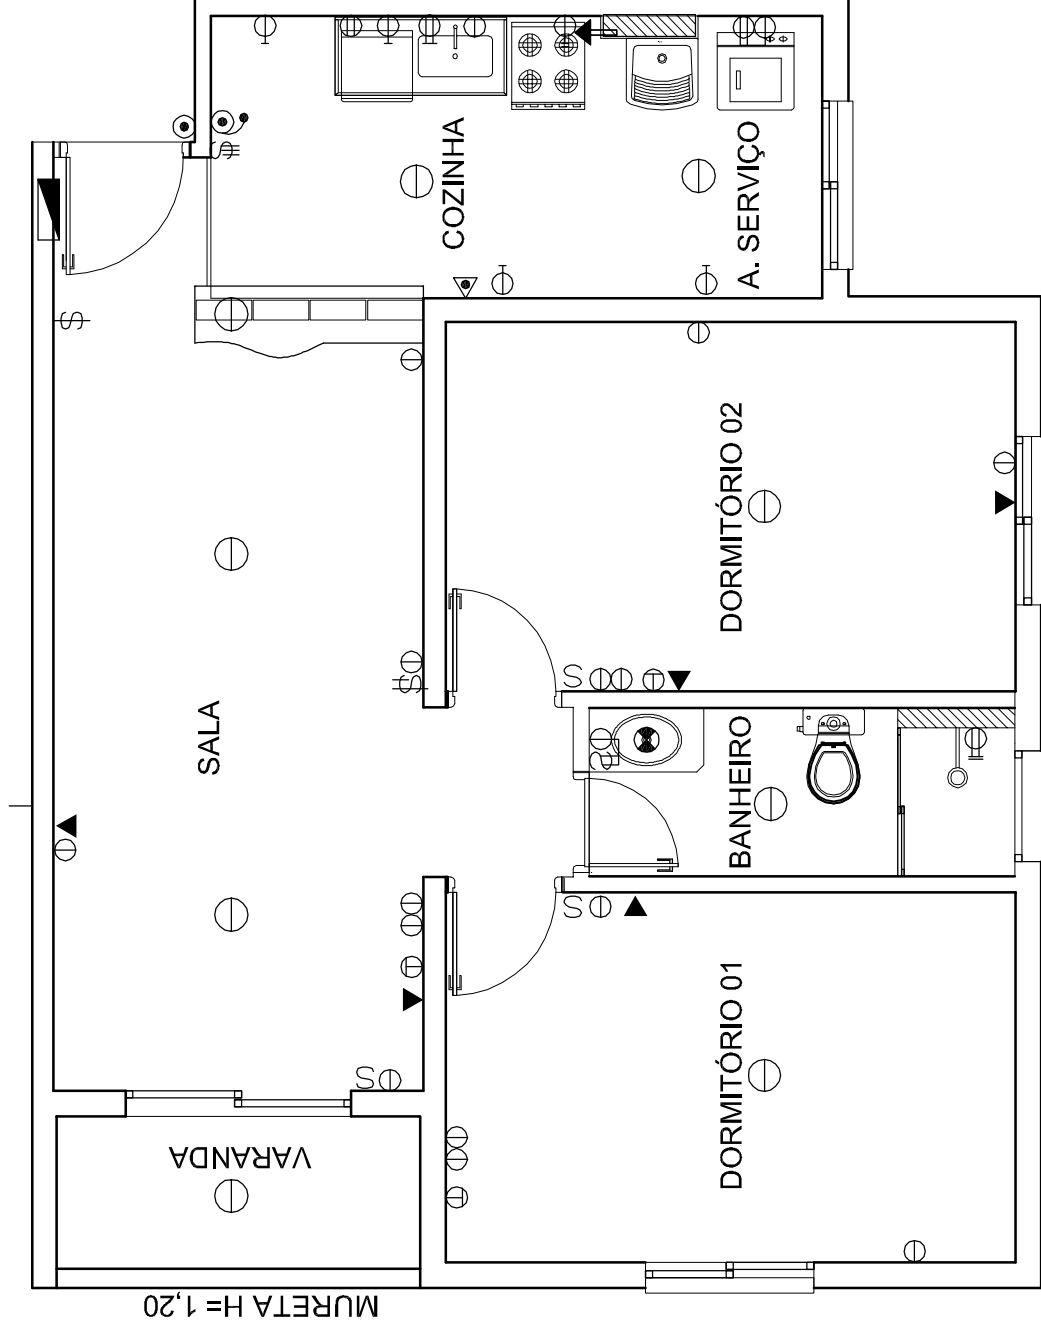 COZINHA
A. SERVIÇO
DORMITÓRIO 02
SALA
BANHEIRO
DORMITÓRIO 01
VARANDA
MURETA H= 1,20
S
S
S
S
S
S
S